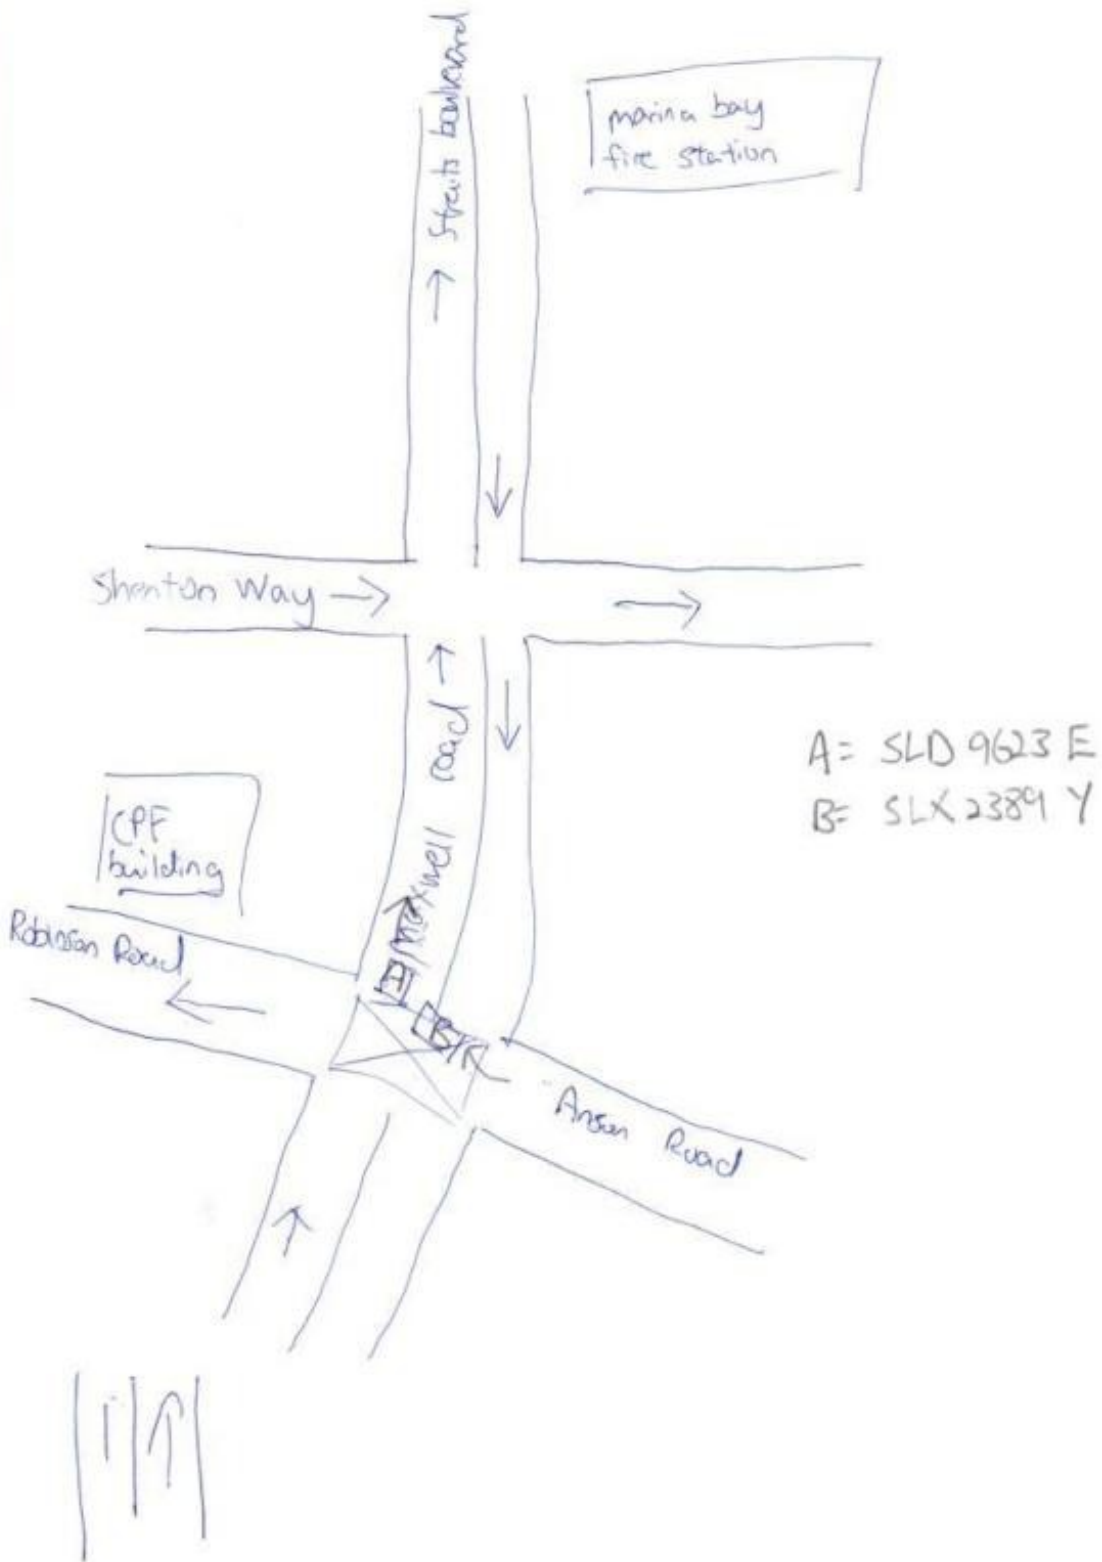 Straits boulevard
marina bay
fire station
Shenton Way
maxwell road
A= SLD 9623 E
B= SLX 2389 Y
CPF
building
Robinson Road
A
B
Anson Road